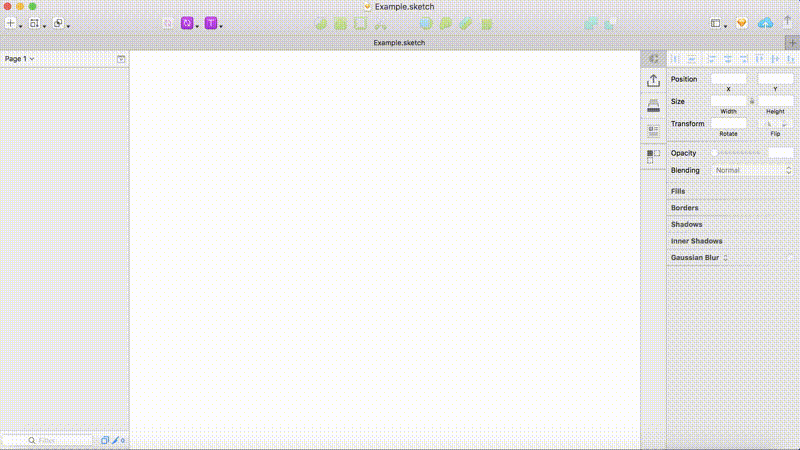 Example.sketch
T
Example.sketch
Page 1
Position
X
Y
Size
Width
Height
Transform
Rotate
Flip
Opacity
Blending
Normal
Fills
Borders
Shadows
Inner Shadows
Gaussian Blur
Filter
0